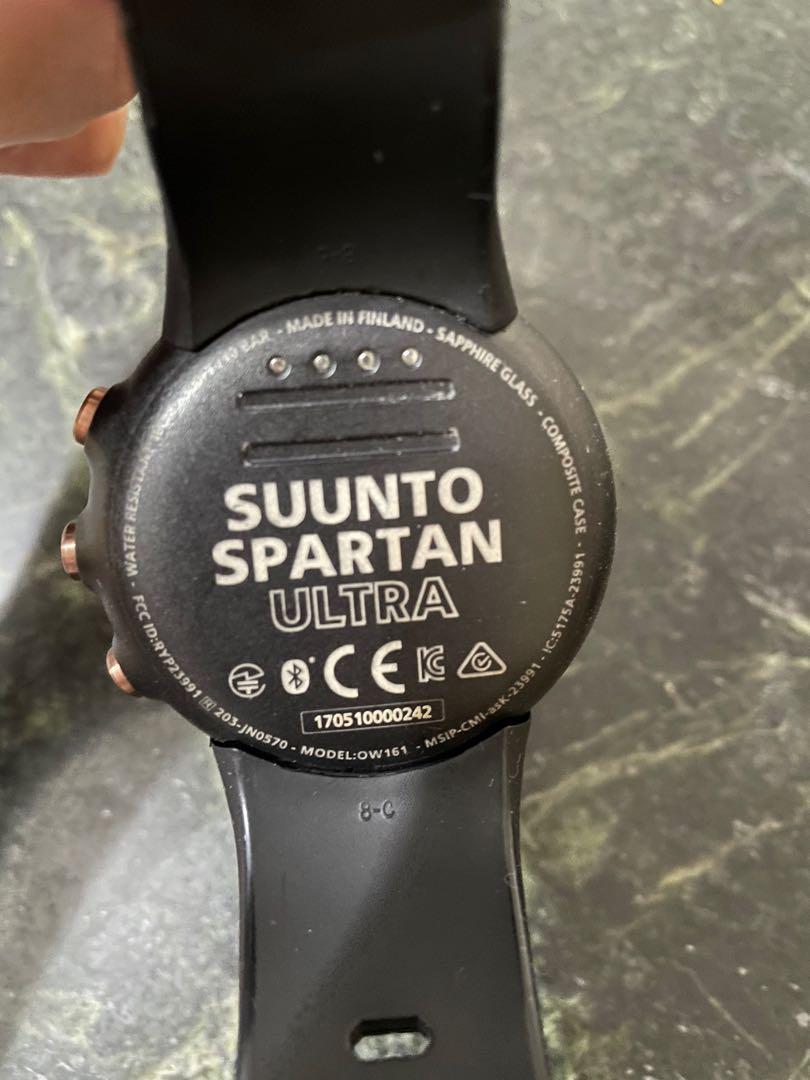 - MADE IN FINLAND - SAPPHIRE GLASS - COMPOSITE CASE -
SUUNTO
SPARTAN
ULTRA
CE
170510000242
WATER
FCC ID:RYP23991 R 203-JN0570 - MODEL:OW161 - MSIP-CMI-asK-23991 - IC:5175A-23991
8-C